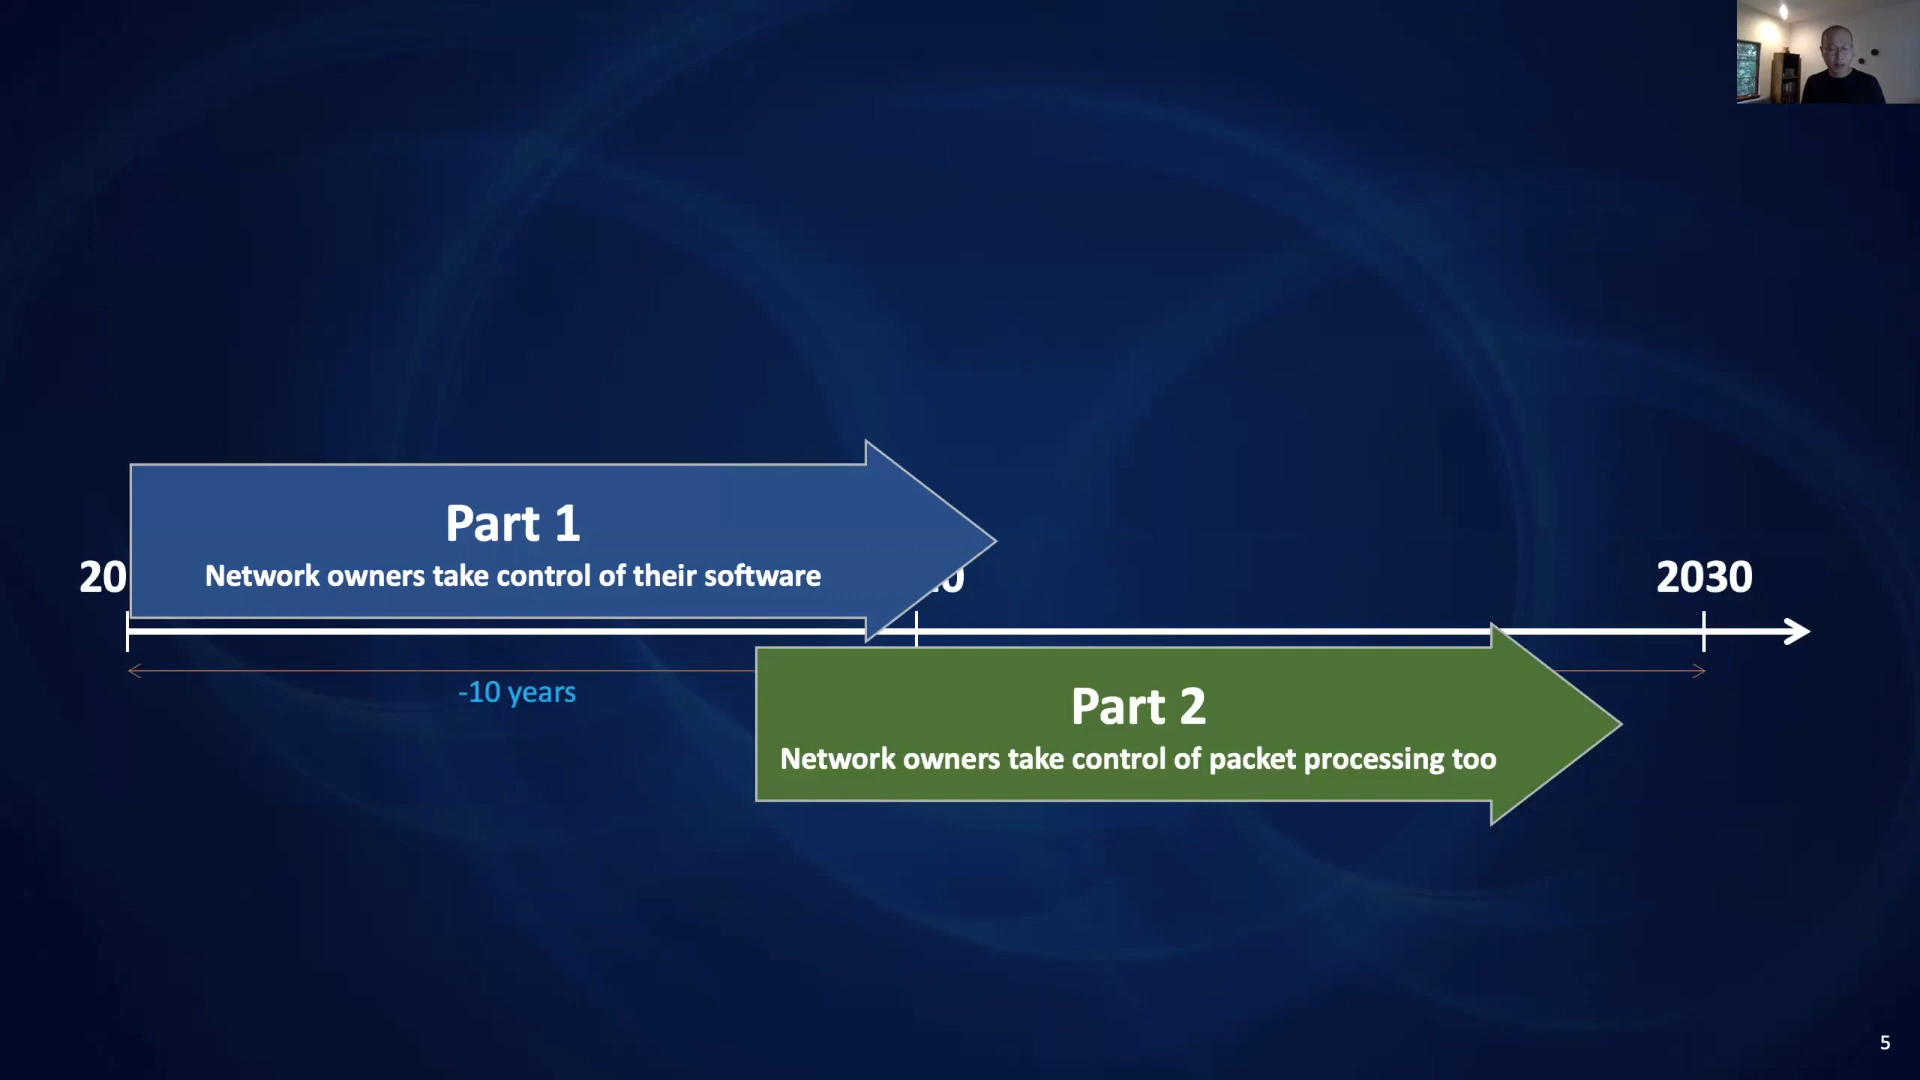 Part 1
Network owners take control of their software
20
0
2030
-10 years
Part 2
Network owners take control of packet processing too
5